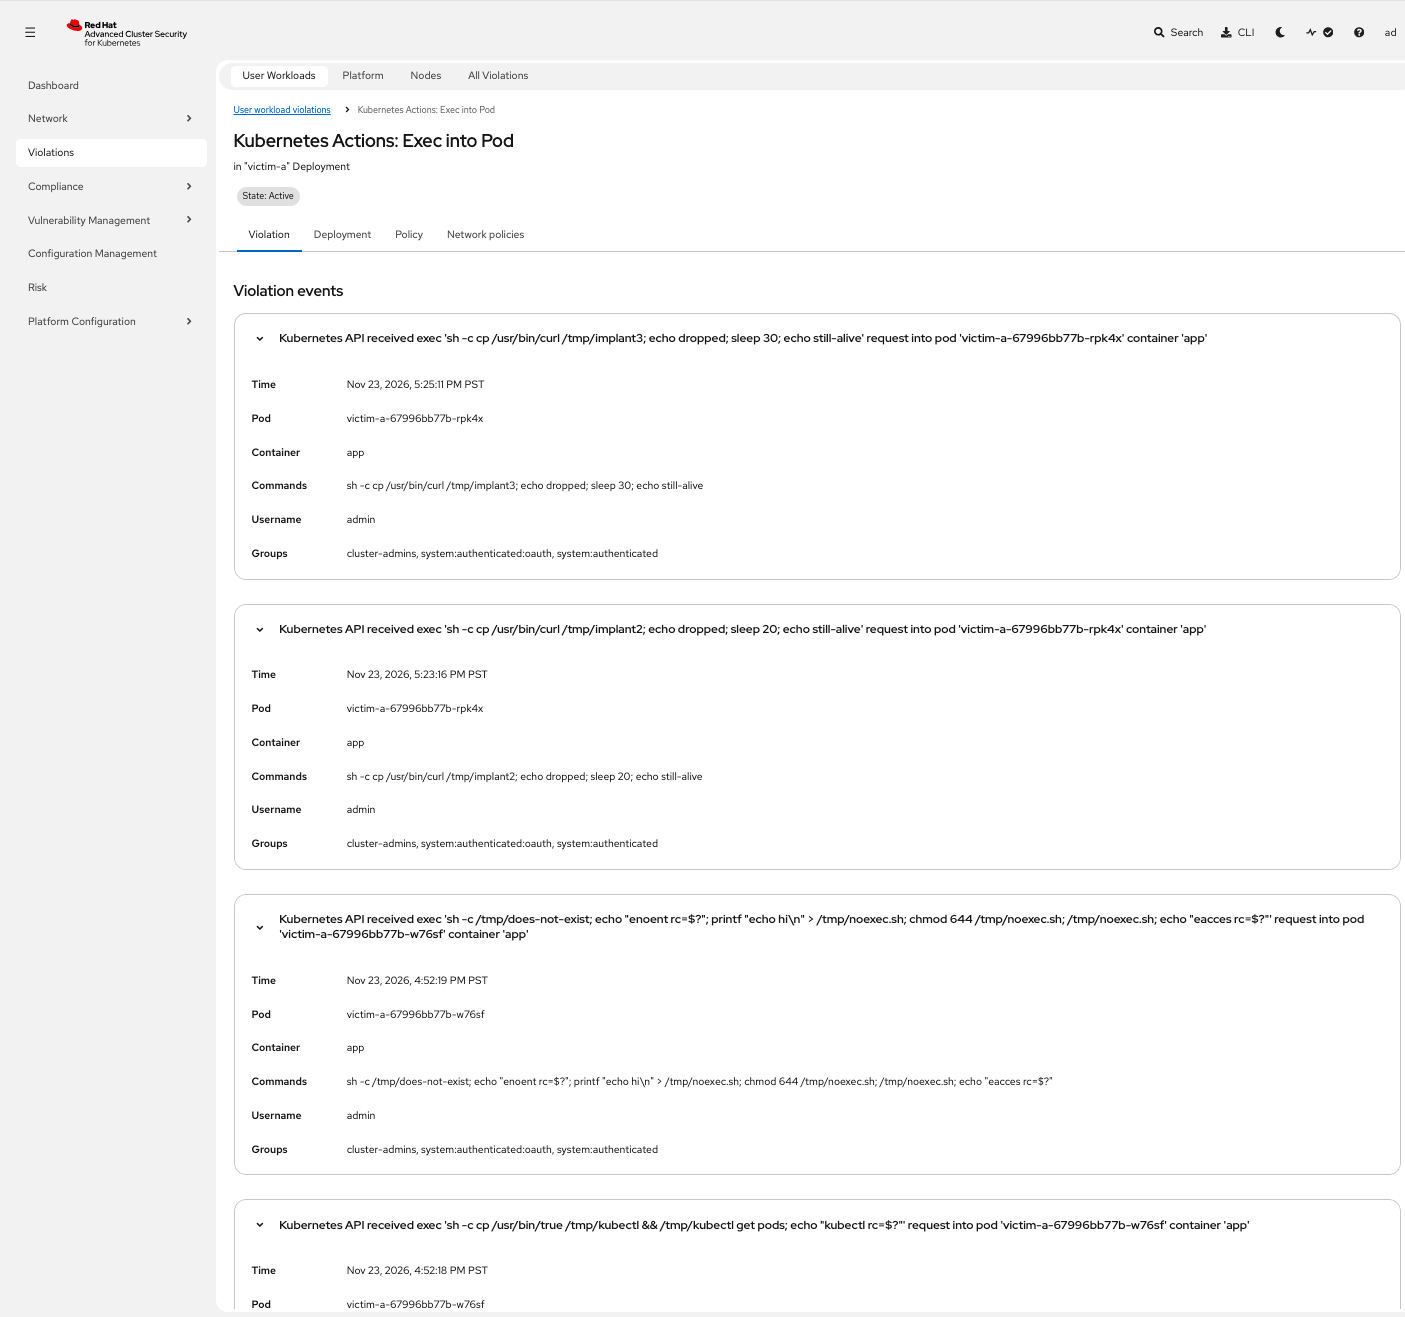 Red Hat
Advanced Cluster Security
for Kubernetes
Search
CLI
ad
Dashboard
Network
Violations
Compliance
Vulnerability Management
Configuration Management
Risk
Platform Configuration
User Workloads
Platform
Nodes
All Violations
User workload violations
Kubernetes Actions: Exec into Pod
Kubernetes Actions: Exec into Pod
in "victim-a" Deployment
State: Active
Violation
Deployment
Policy
Network policies
Violation events
Kubernetes API received exec 'sh -c cp /usr/bin/curl /tmp/implant3; echo dropped; sleep 30; echo still-alive' request into pod 'victim-a-67996bb77b-rpk4x' container 'app'
Time Nov 23, 2026, 5:25:11 PM PST
Pod victim-a-67996bb77b-rpk4x
Container app
Commands sh -c cp /usr/bin/curl /tmp/implant3; echo dropped; sleep 30; echo still-alive
Username admin
Groups cluster-admins, system:authenticated:oauth, system:authenticated
Kubernetes API received exec 'sh -c cp /usr/bin/curl /tmp/implant2; echo dropped; sleep 20; echo still-alive' request into pod 'victim-a-67996bb77b-rpk4x' container 'app'
Time Nov 23, 2026, 5:23:16 PM PST
Pod victim-a-67996bb77b-rpk4x
Container app
Commands sh -c cp /usr/bin/curl /tmp/implant2; echo dropped; sleep 20; echo still-alive
Username admin
Groups cluster-admins, system:authenticated:oauth, system:authenticated
Kubernetes API received exec 'sh -c /tmp/does-not-exist; echo "enoent rc=$?"; printf "echo hi\n" > /tmp/noexec.sh; chmod 644 /tmp/noexec.sh; /tmp/noexec.sh; echo "eacces rc=$?"' request into pod
'victim-a-67996bb77b-w76sf' container 'app'
Time Nov 23, 2026, 4:52:19 PM PST
Pod victim-a-67996bb77b-w76sf
Container app
Commands sh -c /tmp/does-not-exist; echo "enoent rc=$?"; printf "echo hi\n" > /tmp/noexec.sh; chmod 644 /tmp/noexec.sh; /tmp/noexec.sh; echo "eacces rc=$?"
Username admin
Groups cluster-admins, system:authenticated:oauth, system:authenticated
Kubernetes API received exec 'sh -c cp /usr/bin/true /tmp/kubectl && /tmp/kubectl get pods; echo "kubectl rc=$?"' request into pod 'victim-a-67996bb77b-w76sf' container 'app'
Time Nov 23, 2026, 4:52:18 PM PST
Pod victim-a-67996bb77b-w76sf